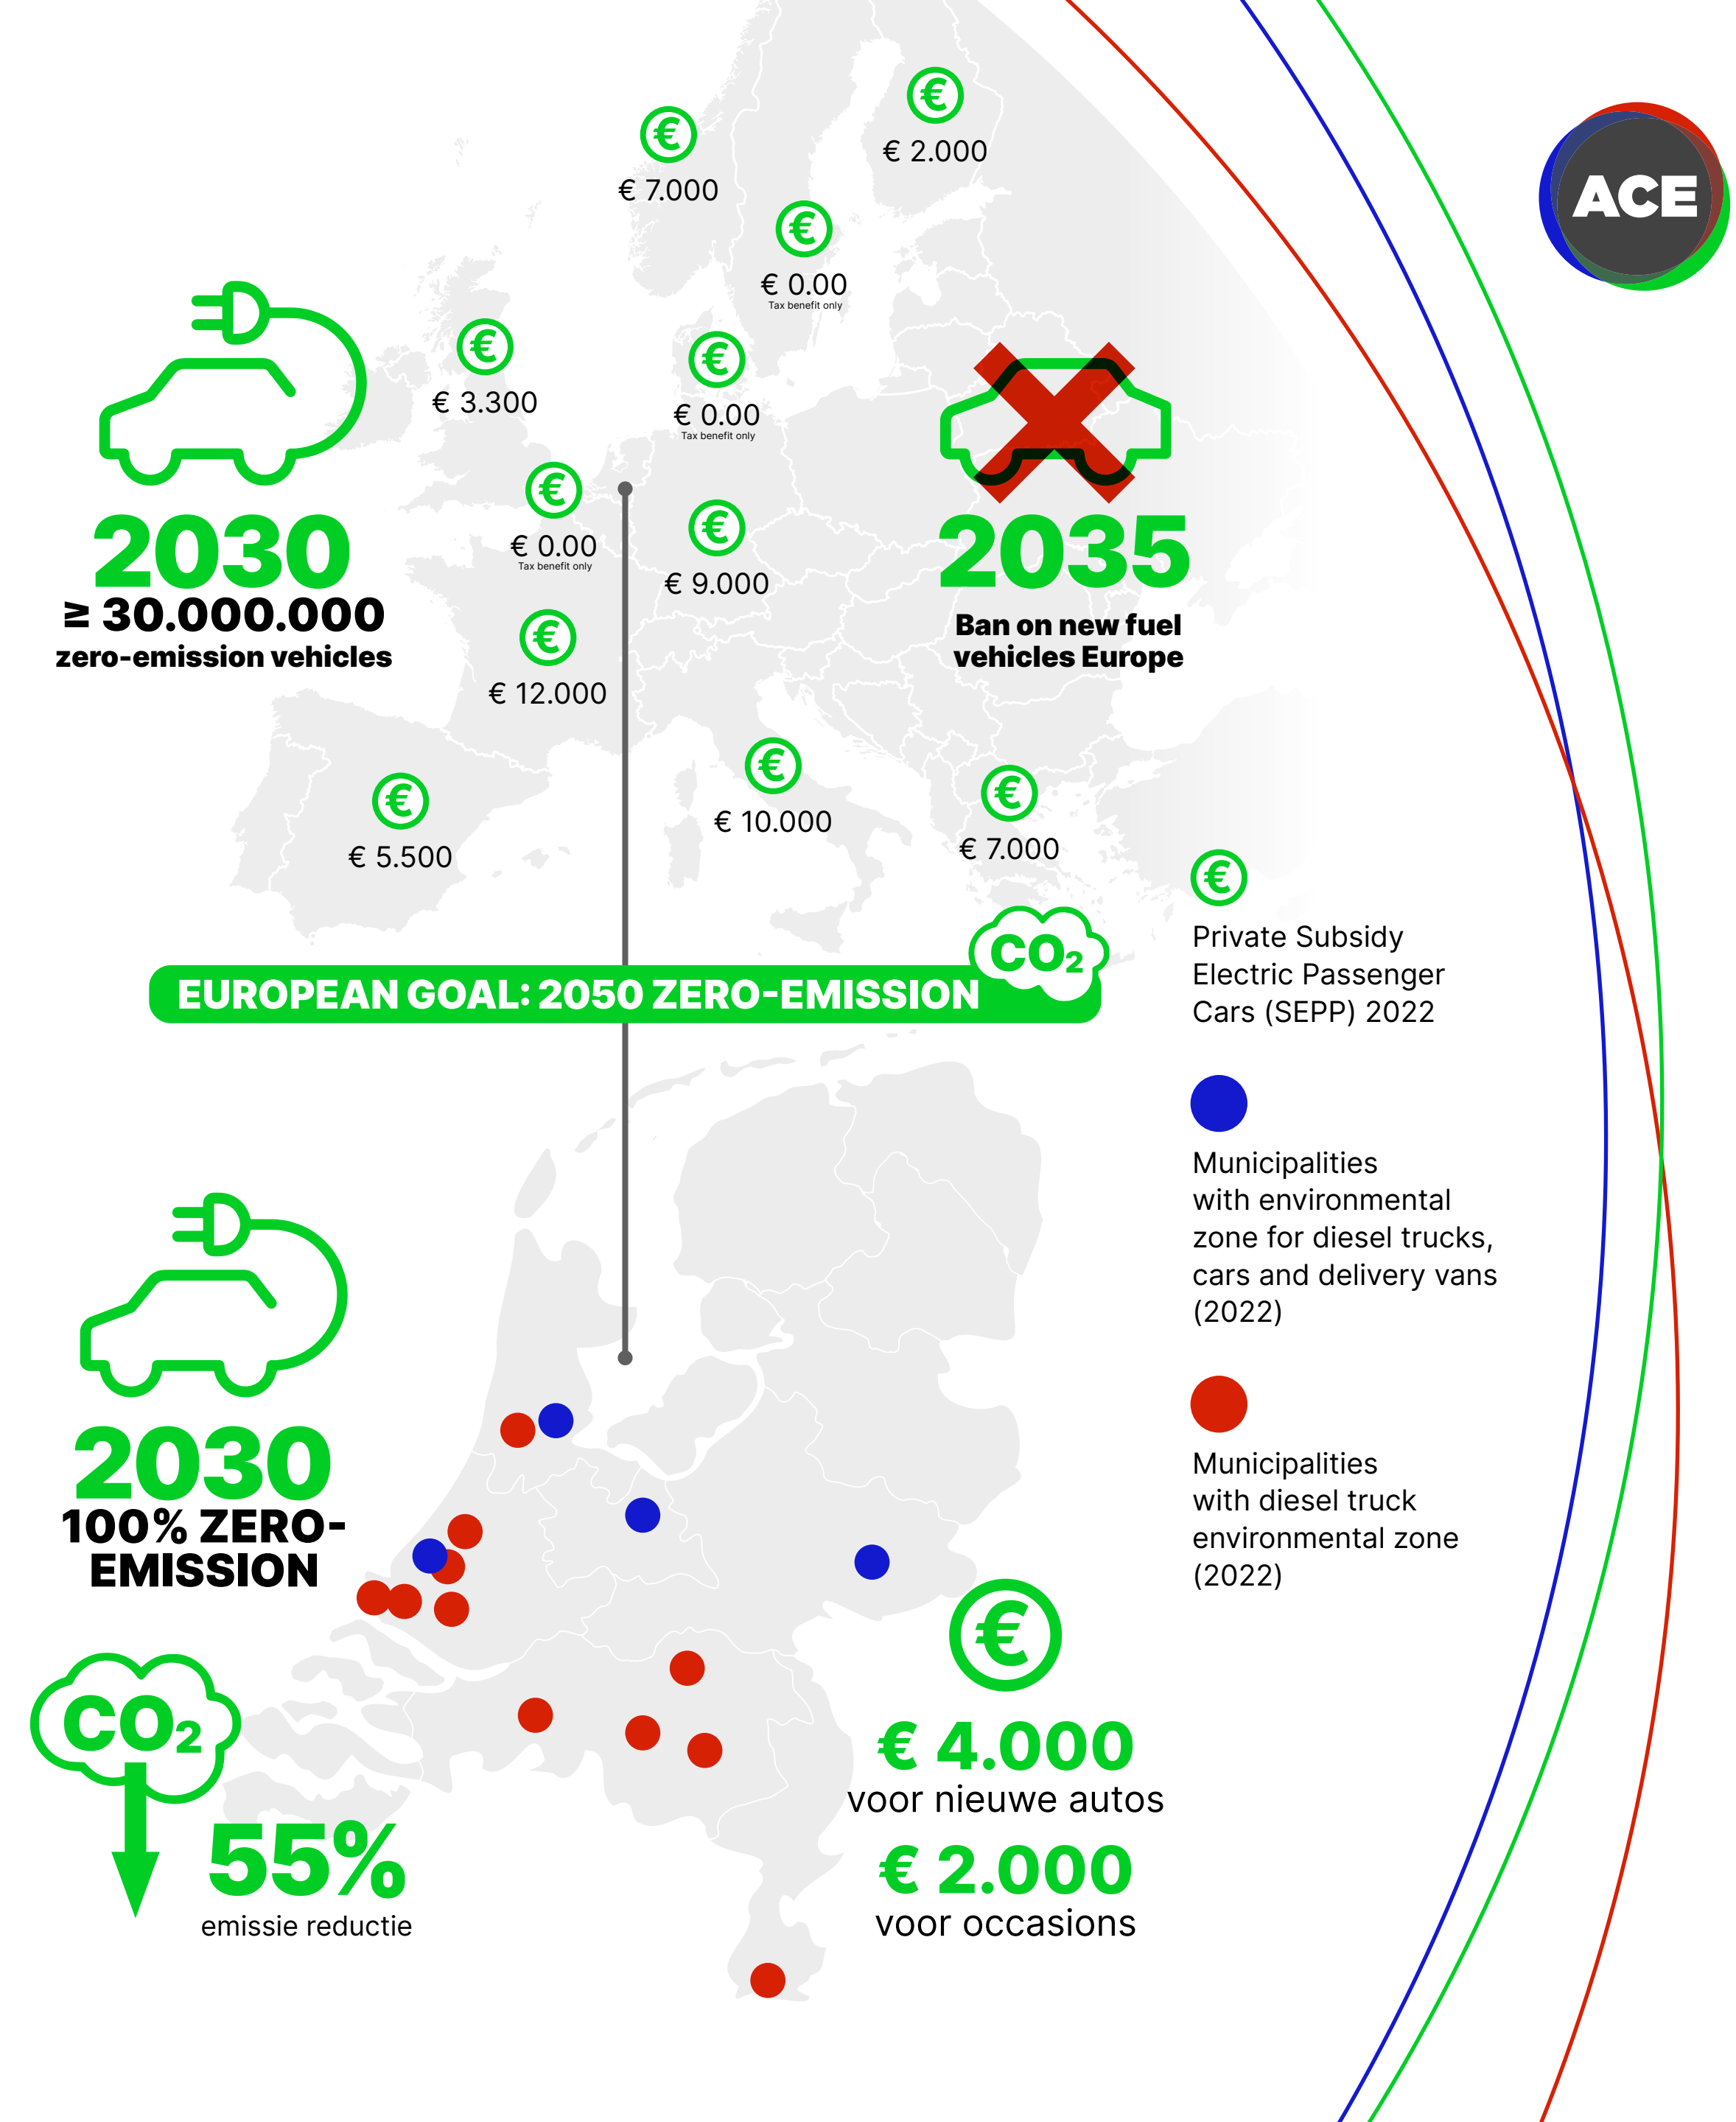 ACE
€
€ 2.000
€
€ 7.000
€
€ 0.00
Tax benefit only
€
€ 3.300
€
€ 0.00
Tax benefit only
€
€ 0.00
Tax benefit only
€
€ 9.000
€
€ 12.000
€
€ 10.000
€
€ 7.000
€
€ 5.500
2030
≥ 30.000.000
zero-emission vehicles
2035
Ban on new fuel
vehicles Europe
EUROPEAN GOAL: 2050 ZERO-EMISSION
CO₂
€
Private Subsidy
Electric Passenger
Cars (SEPP) 2022
Municipalities
with environmental
zone for diesel trucks,
cars and delivery vans
(2022)
Municipalities
with diesel truck
environmental zone
(2022)
2030
100% ZERO-
EMISSION
CO₂
55%
emissie reductie
€
€ 4.000
voor nieuwe autos
€ 2.000
voor occasions